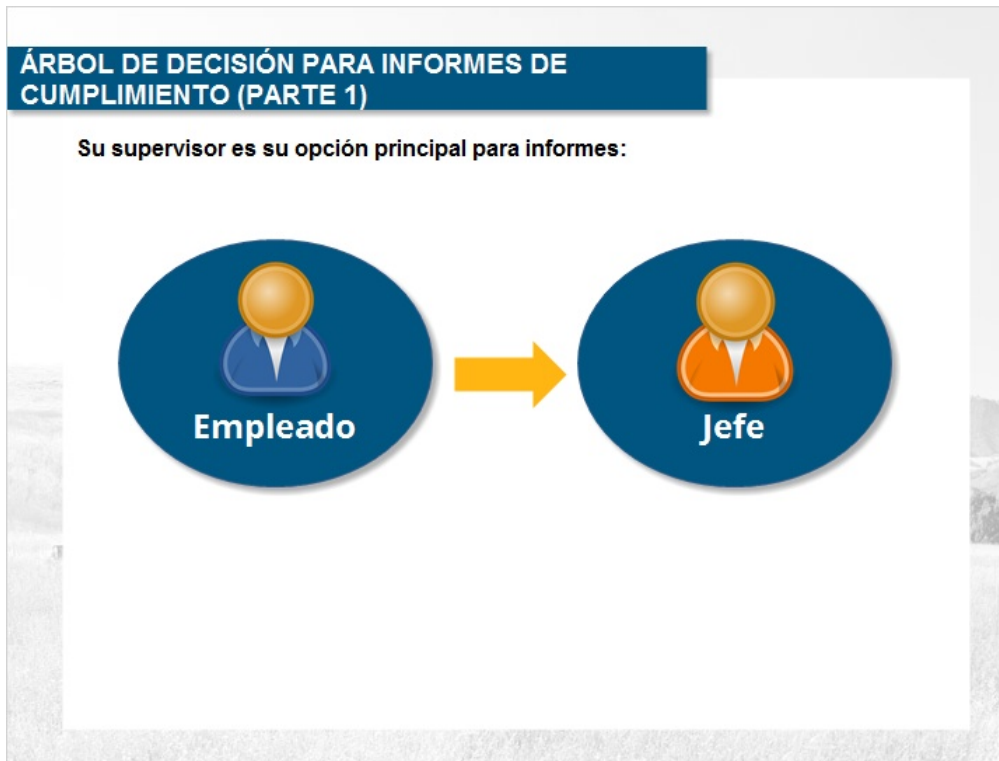 ÁRBOL DE DECISIÓN PARA INFORMES DE
CUMPLIMIENTO (PARTE 1)
Su supervisor es su opción principal para informes:
Empleado
Jefe